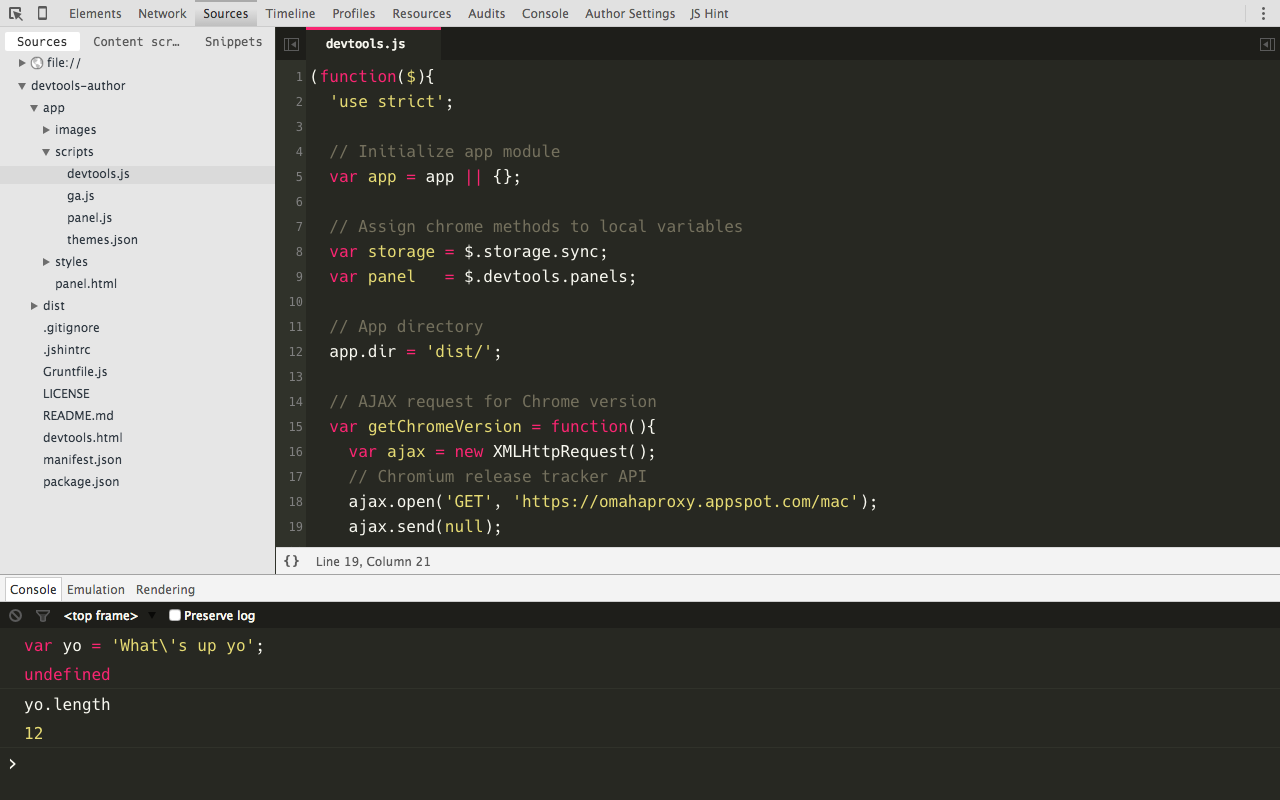 Elements Network Sources Timeline Profiles Resources Audits Console Author Settings JS Hint
Sources Content scr… Snippets
file://
devtools-author
app
images
scripts
devtools.js
ga.js
panel.js
themes.json
styles
panel.html
dist
.gitignore
.jshintrc
Gruntfile.js
LICENSE
README.md
devtools.html
manifest.json
package.json
devtools.js
1 (function($){
2   'use strict';
3
4   // Initialize app module
5   var app = app || {};
6
7   // Assign chrome methods to local variables
8   var storage = $.storage.sync;
9   var panel   = $.devtools.panels;
10
11   // App directory
12   app.dir = 'dist/';
13
14   // AJAX request for Chrome version
15   var getChromeVersion = function(){
16     var ajax = new XMLHttpRequest();
17     // Chromium release tracker API
18     ajax.open('GET', 'https://omahaproxy.appspot.com/mac');
19     ajax.send(null);
{} Line 19, Column 21
Console Emulation Rendering
<top frame> ▼ Preserve log
var yo = 'What\'s up yo';
undefined
yo.length
12
>